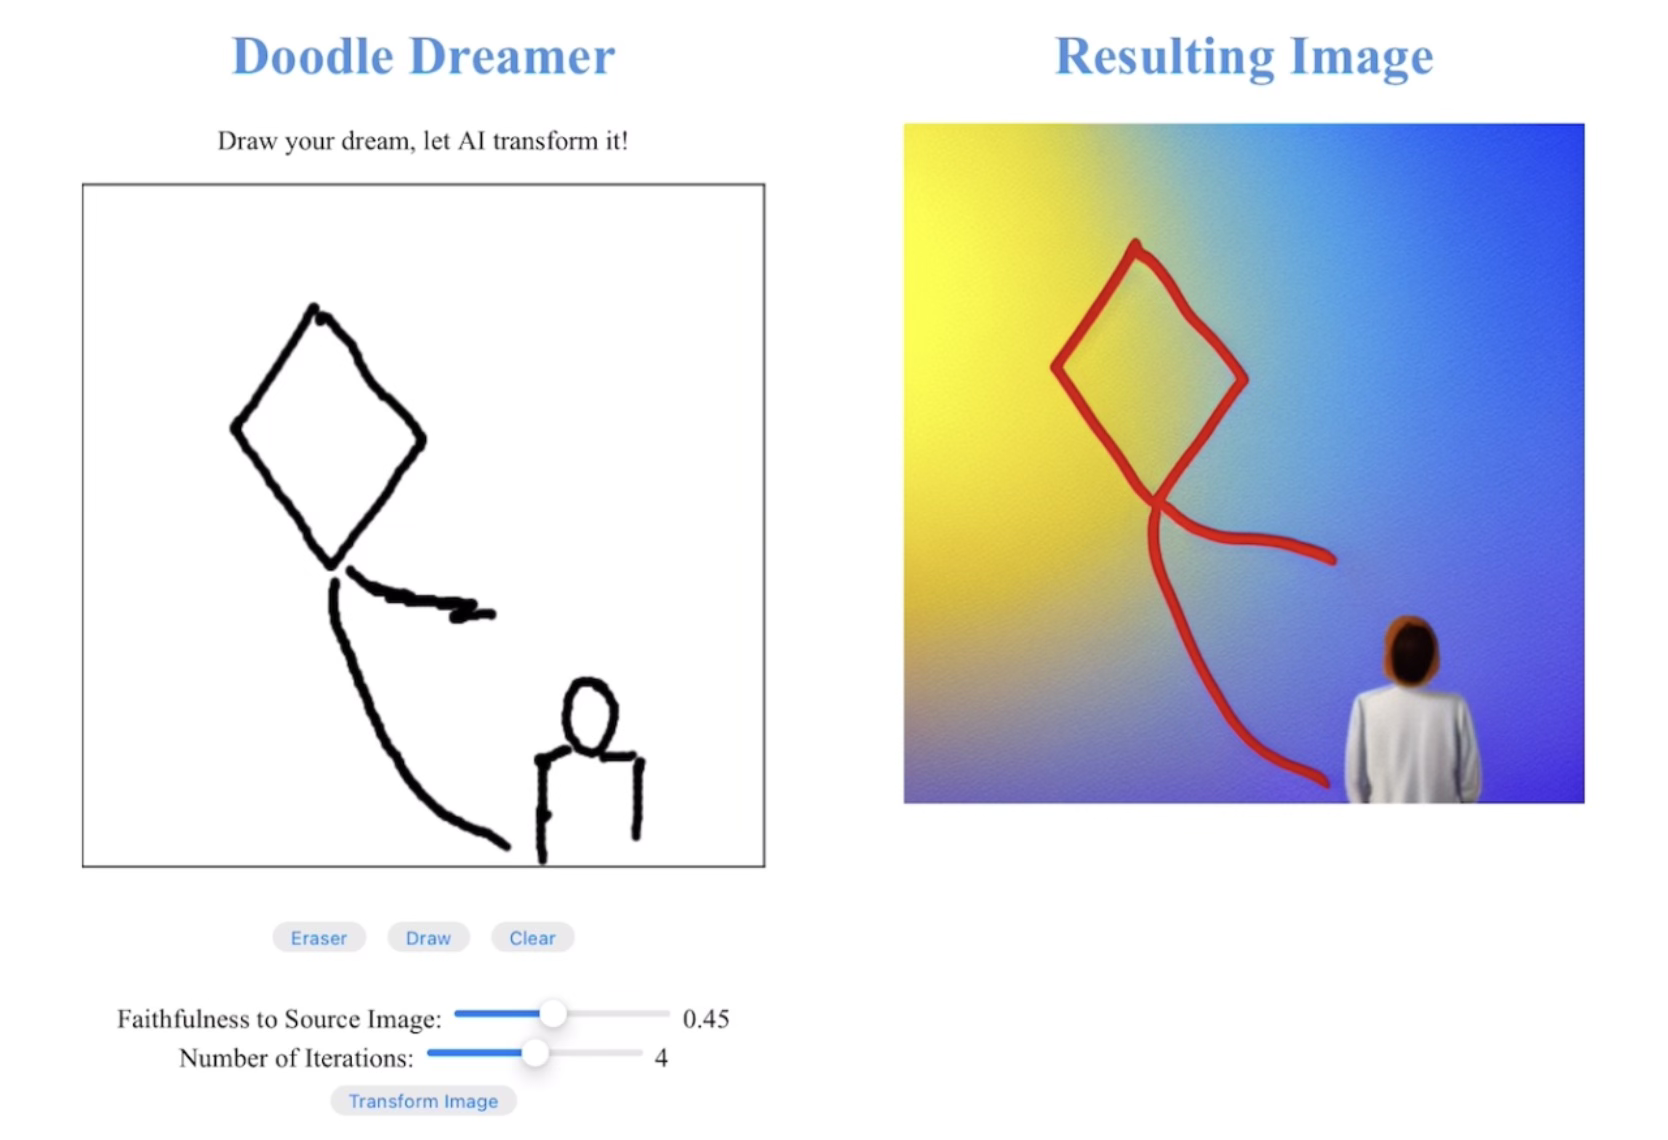 Doodle Dreamer
Draw your dream, let AI transform it!
Eraser Draw Clear
Faithfulness to Source Image: 0.45
Number of Iterations: 4
Transform Image
Resulting Image